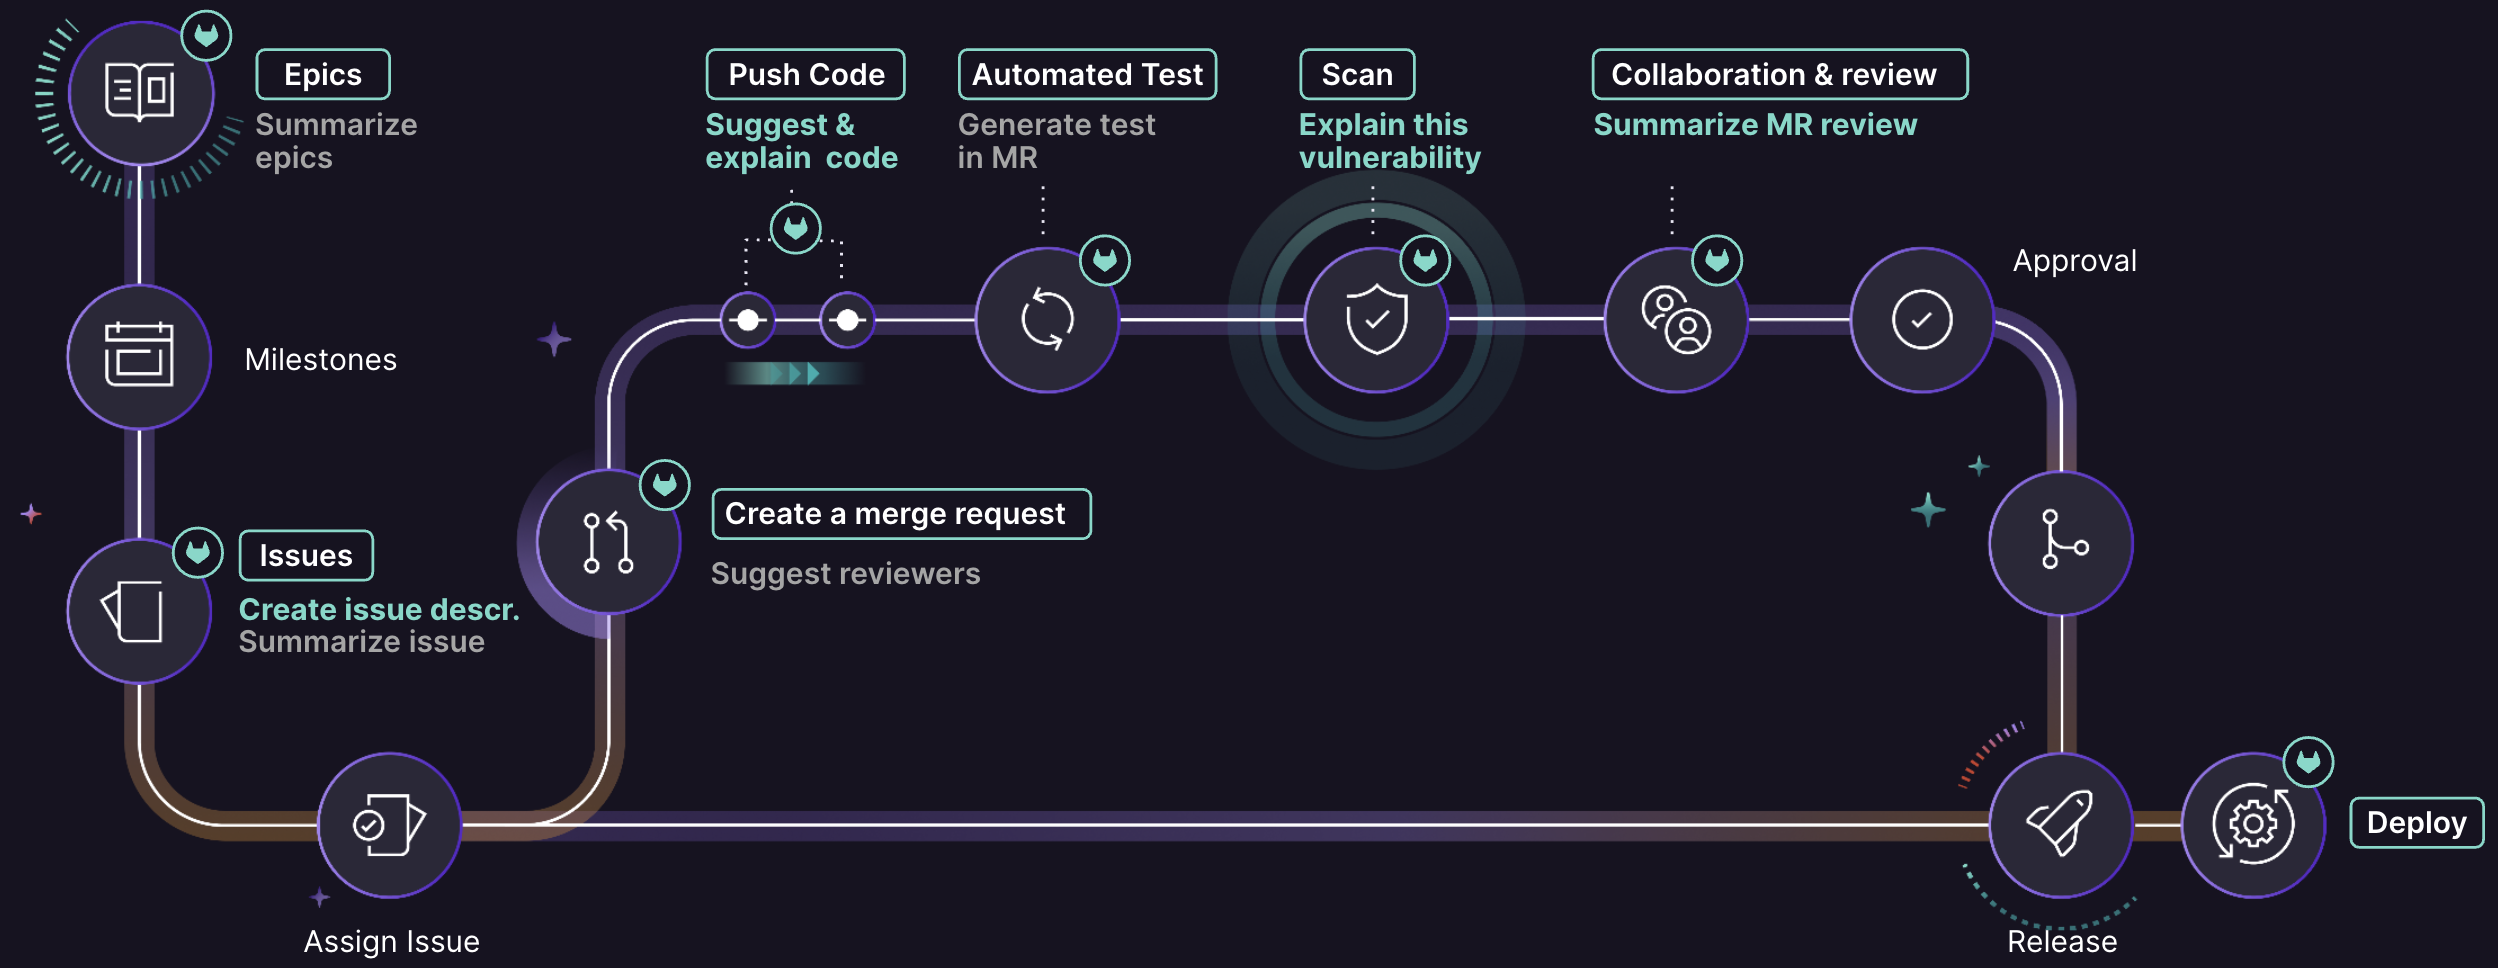 Epics
Summarize
epics
Push Code
Suggest &
explain code
Automated Test
Generate test
in MR
Scan
Explain this
vulnerability
Collaboration & review
Summarize MR review
Approval
Milestones
Create a merge request
Suggest reviewers
Issues
Create issue descr.
Summarize issue
Deploy
Assign Issue
Release